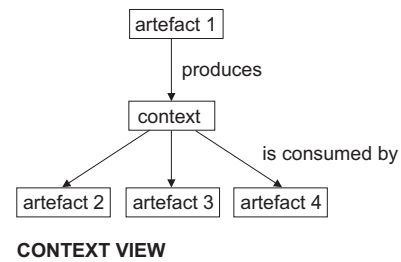 artefact 1
produces
context
is consumed by
artefact 2 artefact 3 artefact 4
CONTEXT VIEW